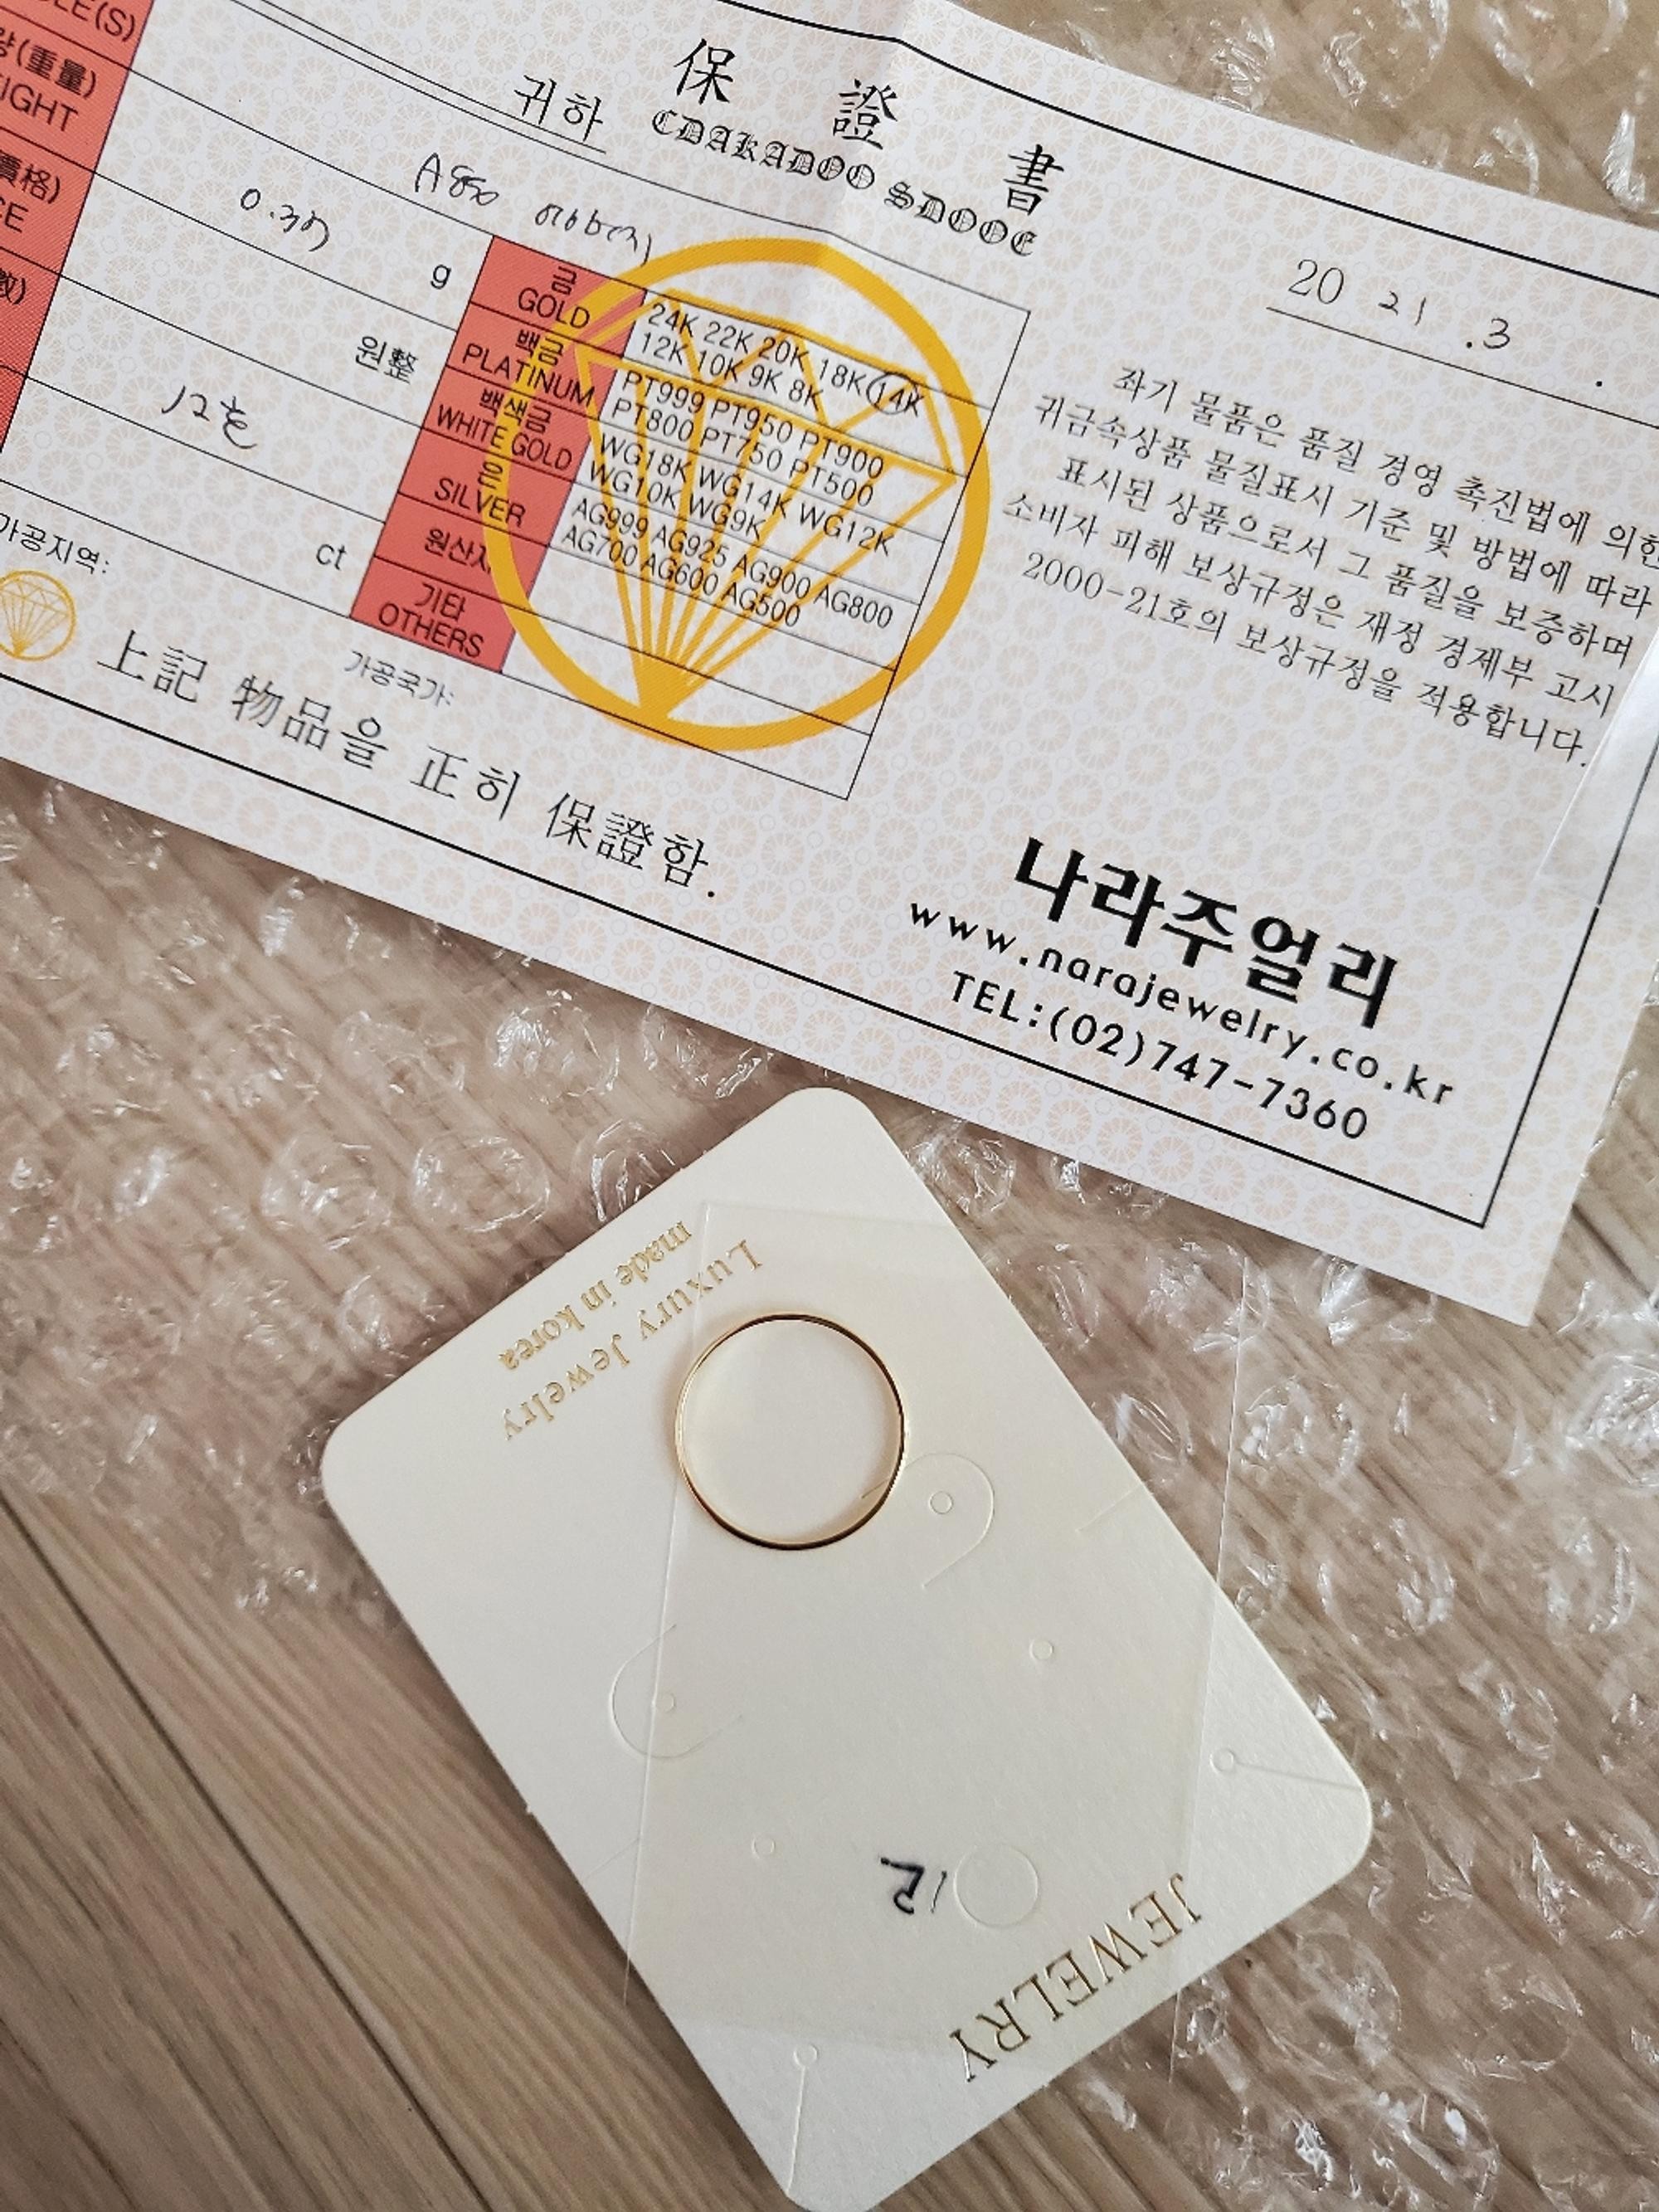 保 證 書
귀하
CDAKADOO SDOOE
20 21 .3 .
(重量)
g
금
GOLD
24K 22K 20K 18K 14K
12K 10K 9K 8K
백금
PLATINUM
PT999 PT950 PT900
PT800 PT750 PT500
백색금
WHITE GOLD
WG18K WG14K WG12K
WG10K WG9K
은
SILVER
AG999 AG925 AG900 AG800
AG700 AG600 AG500
원산지
기타
OTHERS
원整
12호
ct
가공지역:
가공국가:
上記 物品을 正히 保證함.
좌기 물품은 품질 경영 촉진법에 의한
귀금속상품 물질표시 기준 및 방법에 따라
표시된 상품으로서 그 품질을 보증하며
소비자 피해 보상규정은 재정 경제부 고시
2000-21호의 보상규정을 적용합니다.
나라주얼리
www.narajewelry.co.kr
TEL:(02)747-7360
JEWELRY
12
Luxury Jewelry
made in korea